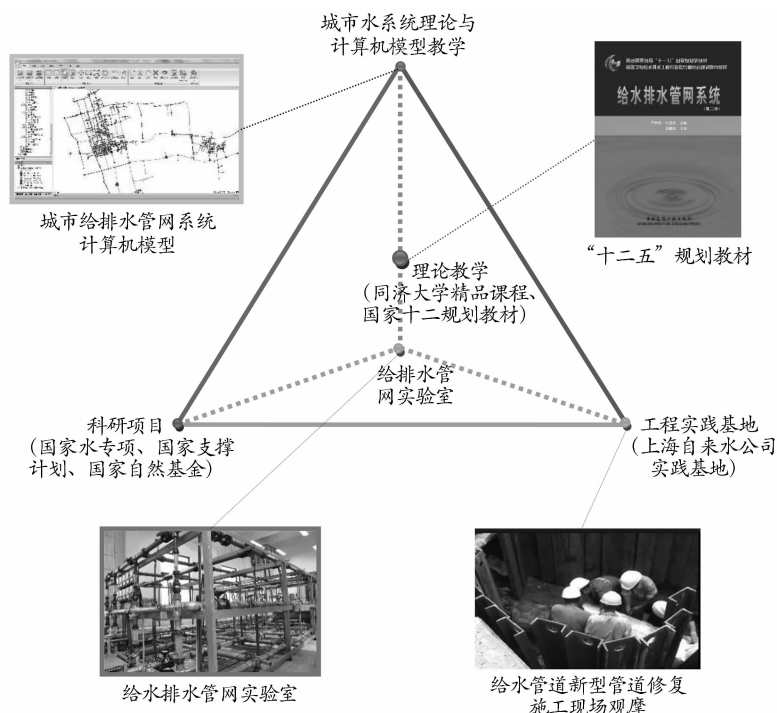 城市水系统理论与
计算机模型教学
给水排水管网系统
(第二版)
城市给排水管网系统
计算机模型
“十二五”规划教材
理论教学
(同济大学精品课程、
国家十二规划教材)
给排水管
网实验室
科研项目
(国家水专项、国家支撑
计划、国家自然基金)
工程实践基地
(上海自来水公司
实践基地)
给水排水管网实验室
给水管道新型管道修复
施工现场观摩